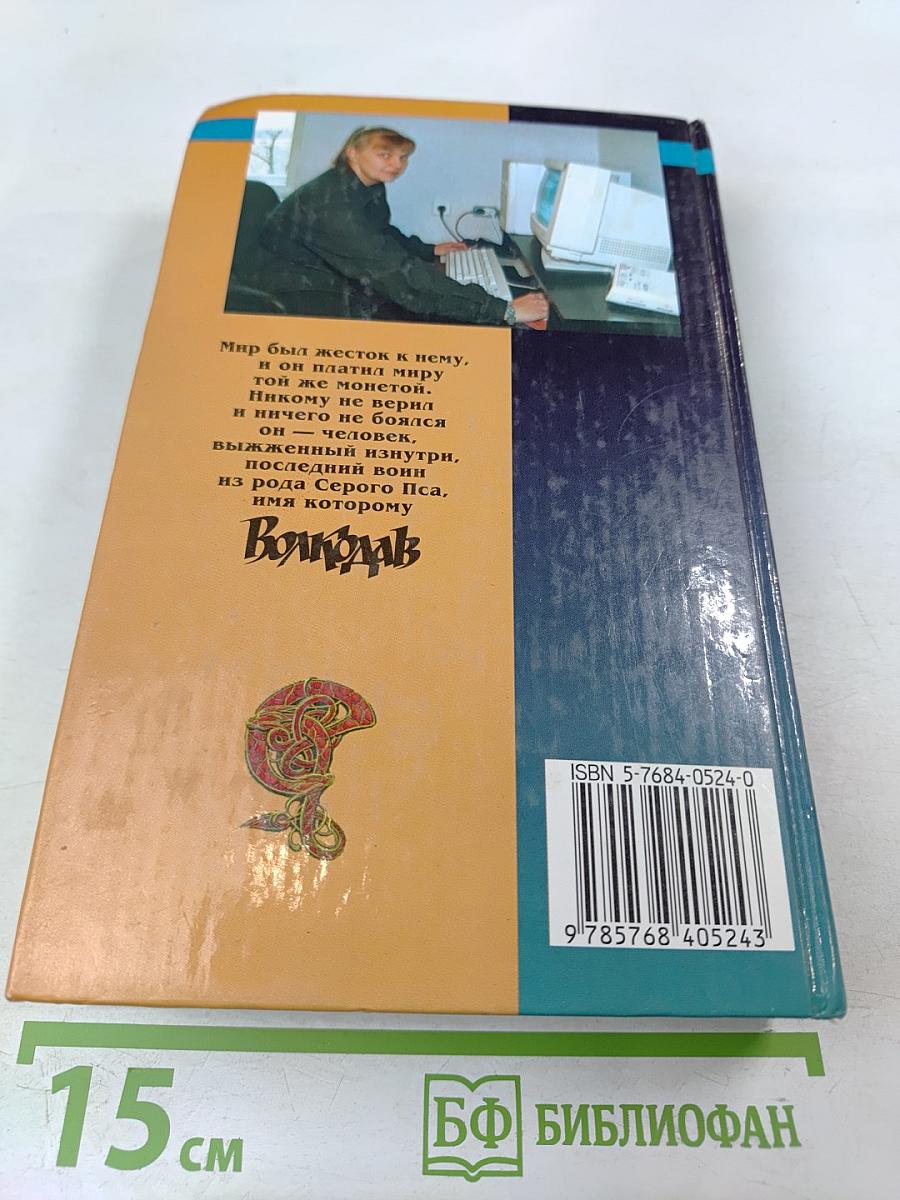 Мир был жесток к нему,
и он платил миру
той же монетой.
Никому не верил
и ничего не боялся
он — человек,
выжженный изнутри,
последний воин
из рода Серого Пса,
имя которому
Волкодав
ISBN 5-7684-0524-0
9 785768 405243
15 см
БФ БИБЛИОФАН